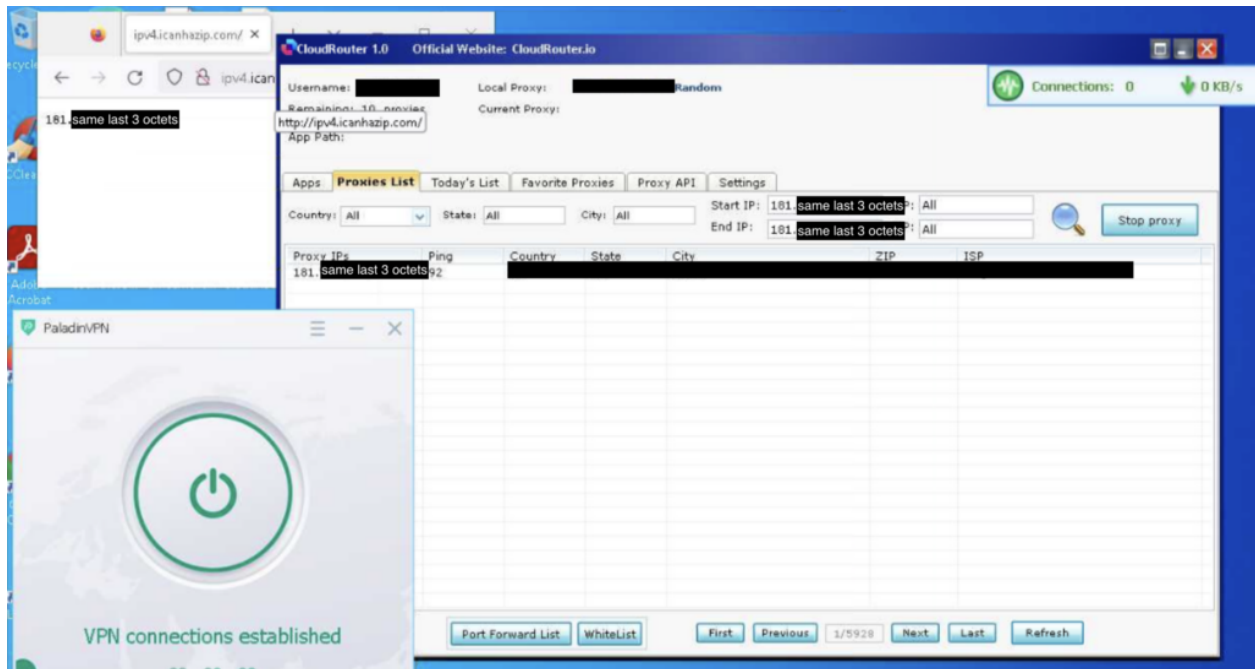 ipv4.icanhazip.com/
CloudRouter 1.0 Official Website: CloudRouter.io
ipv4.ican
181.same last 3 octets
Username:
Local Proxy:
Random
Connections: 0
0 KB/s
Remaining: 10 proxies
Current Proxy:
http://ipv4.icanhazip.com/
App Path:
Apps Proxies List Today's List Favorite Proxies Proxy API Settings
Country: All State: All City: All
Start IP: 181.same last 3 octets P: All
End IP: 181.same last 3 octets P: All
Stop proxy
Proxy IPs Ping Country State City ZIP ISP
181.same last 3 octets 92
Acrobat
PaladinVPN
VPN connections established
Port Forward List WhiteList First Previous 1/5928 Next Last Refresh